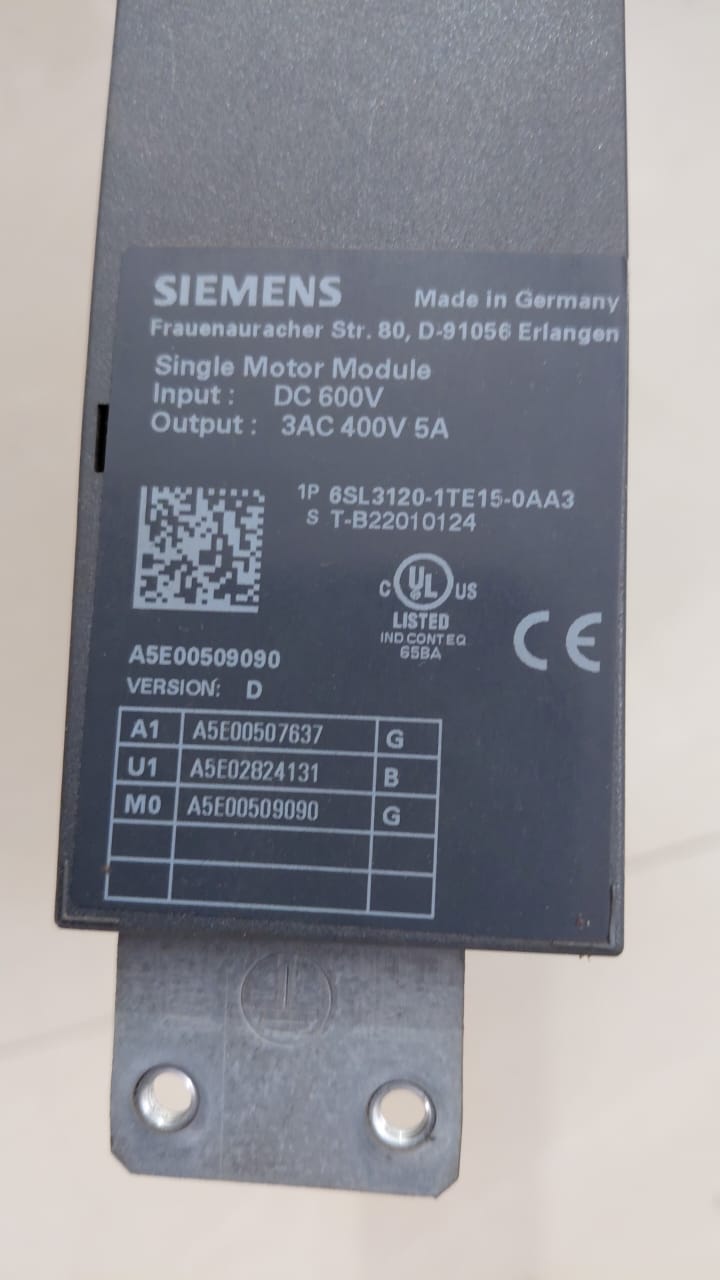 SIEMENS Made in Germany
Frauenauracher Str. 80, D-91056 Erlangen
Single Motor Module
Input : DC 600V
Output : 3AC 400V 5A
1P 6SL3120-1TE15-0AA3
S T-B22010124
C UL US
LISTED
IND CONT EQ
65BA
CE
A5E00509090
VERSION: D
A1 A5E00507637 G
U1 A5E02824131 B
M0 A5E00509090 G